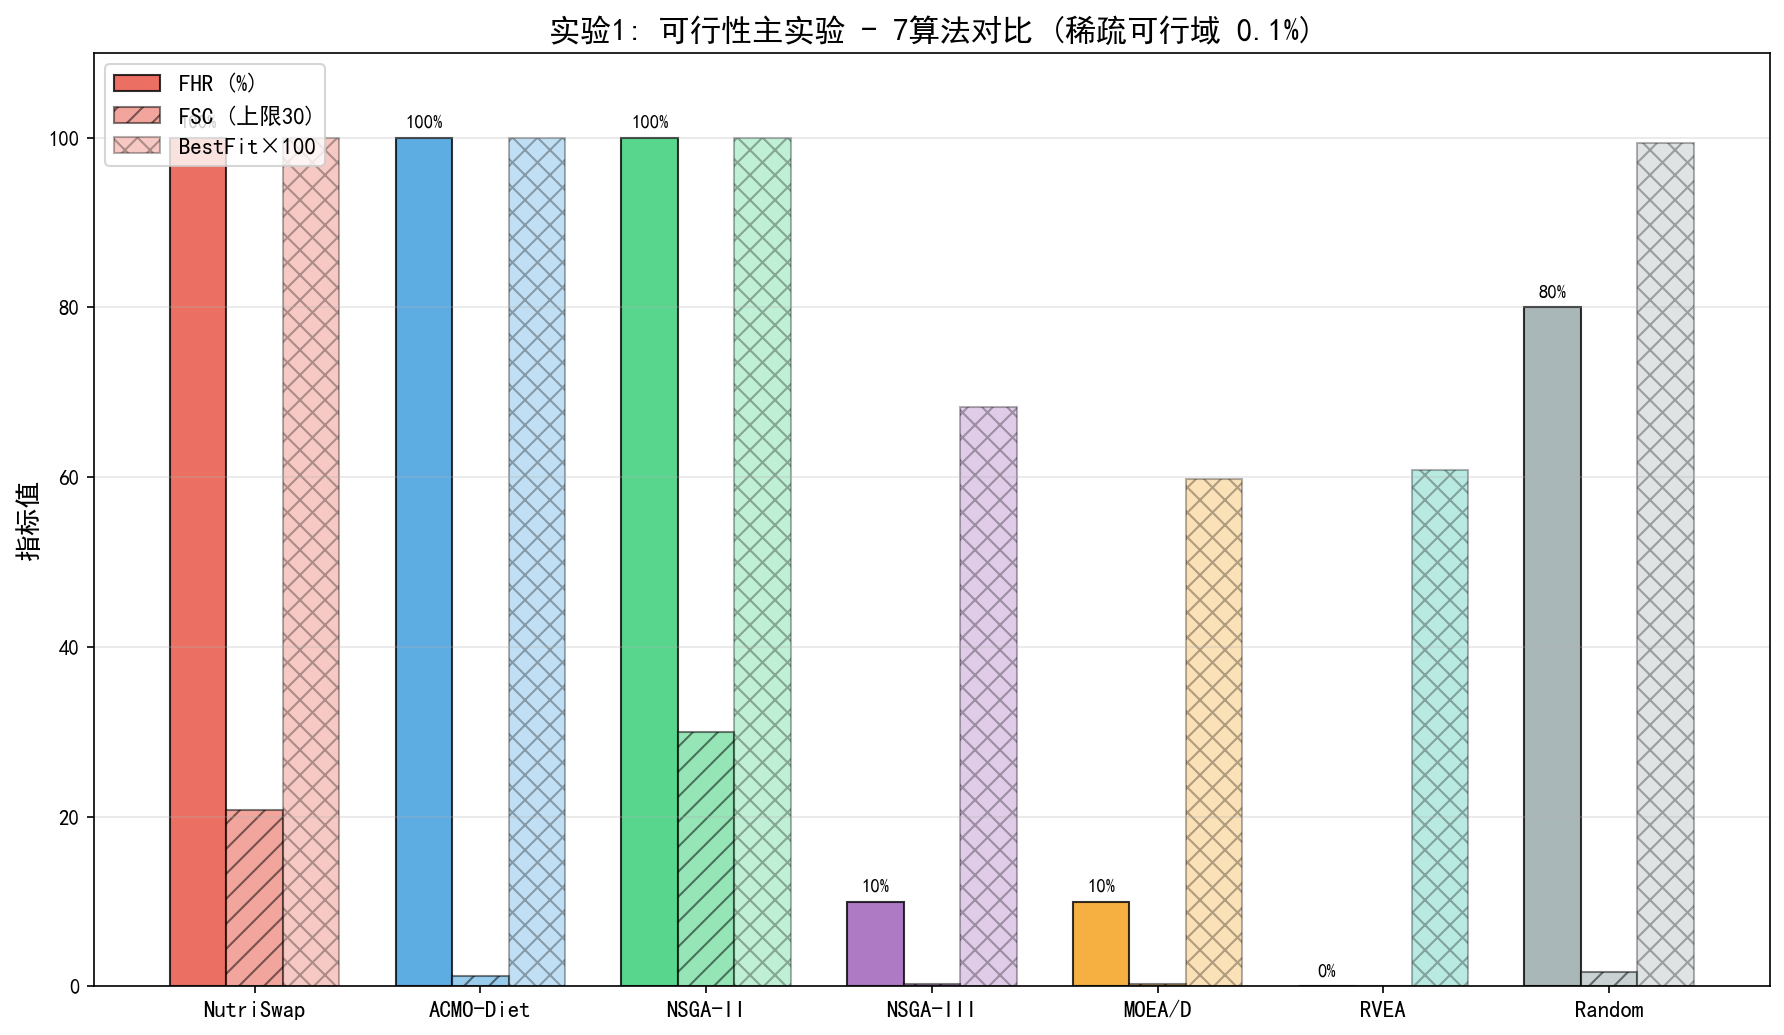 实验1: 可行性主实验 - 7算法对比 (稀疏可行域 0.1%)
FHR (%)
FSC (上限30)
BestFit×100
100%
100%
100%
80%
10%
10%
0%
指标值
100
80
60
40
20
0
NutriSwap
ACMO-Diet
NSGA-II
NSGA-III
MOEA/D
RVEA
Random